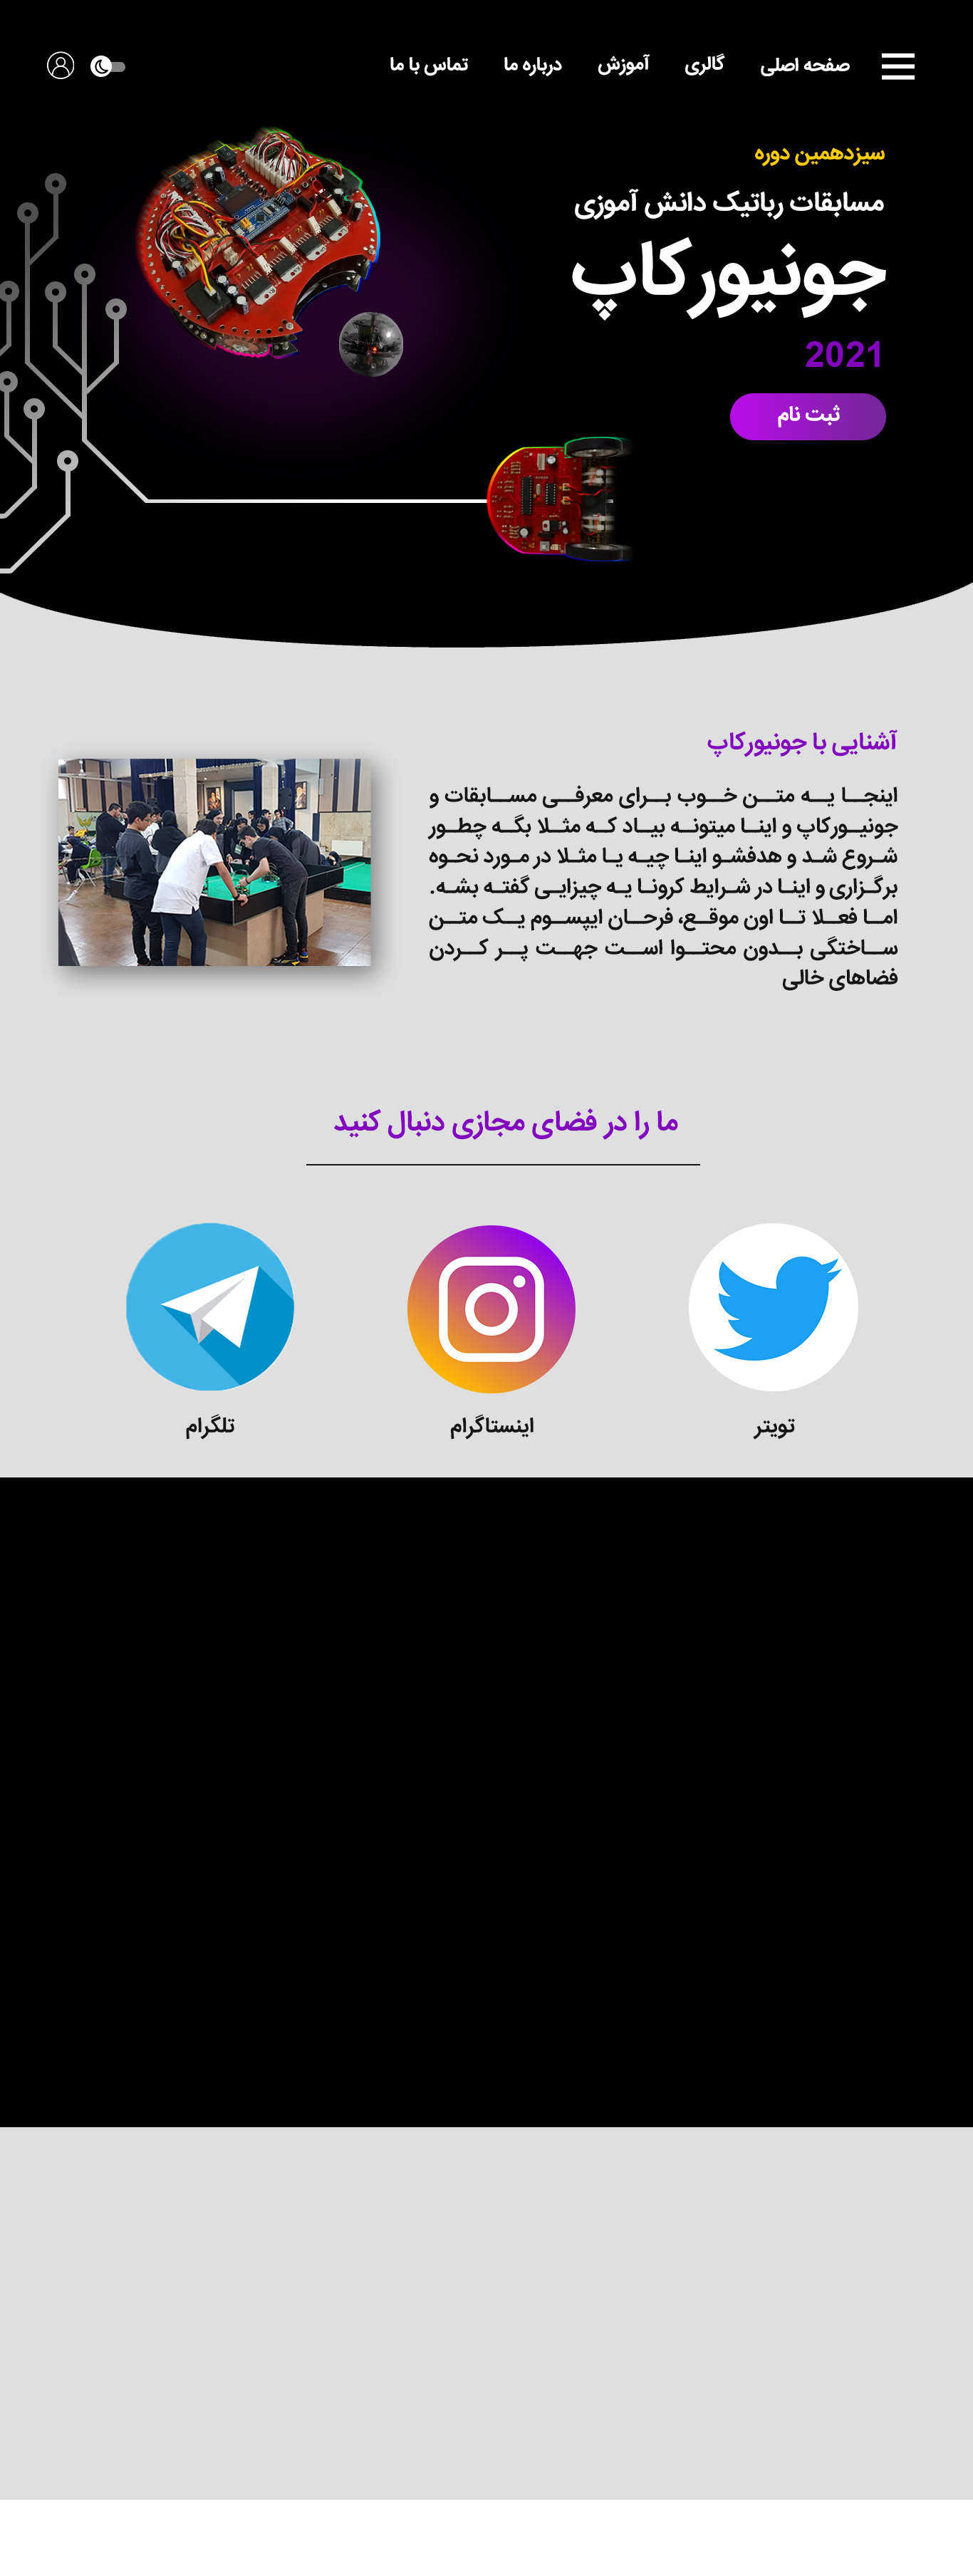 صفحه اصلی گالری آموزش درباره ما تماس با ما
سیزدهمین دوره
مسابقات رباتیک دانش آموزی
جونیورکاپ
2021
ثبت نام
آشنایی با جونیورکاپ
اینجا یه متن خوب برای معرفی مسابقات و
جونیورکاپ و اینا میتونه بیاد که مثلا بگه چطور
شروع شد و هدفشو اینا چیه یا مثلا در مورد نحوه
برگزاری و اینا در شرایط کرونا یه چیزایی گفته بشه.
اما فعلا تا اون موقع، فرحان ایپسوم یک متن
ساختگی بدون محتوا است جهت پر کردن
فضاهای خالی
ما را در فضای مجازی دنبال کنید
تویتر اینستاگرام تلگرام